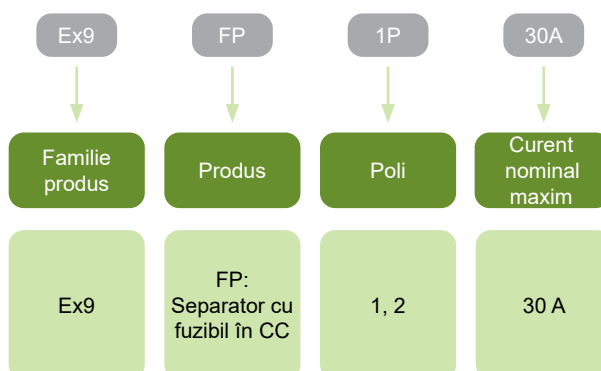 Ex9 FP 1P 30A
Familie
produs
Produs
Poli
Curent
nominal
maxim
Ex9
FP:
Separator cu
fuzibil în CC
1, 2
30 A